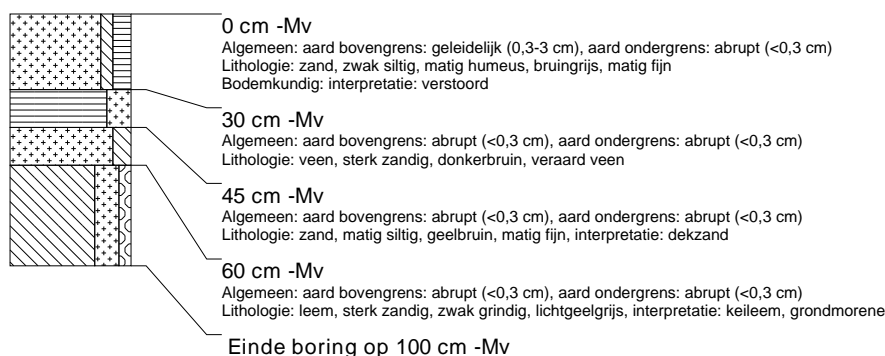 0 cm -Mv
Algemeen: aard bovengrens: geleidelijk (0,3-3 cm), aard ondergrens: abrupt (<0,3 cm)
Lithologie: zand, zwak siltig, matig humeus, bruingrijs, matig fijn
Bodemkundig: interpretatie: verstoord
30 cm -Mv
Algemeen: aard bovengrens: abrupt (<0,3 cm), aard ondergrens: abrupt (<0,3 cm)
Lithologie: veen, sterk zandig, donkerbruin, veraard veen
45 cm -Mv
Algemeen: aard bovengrens: abrupt (<0,3 cm), aard ondergrens: abrupt (<0,3 cm)
Lithologie: zand, matig siltig, geelbruin, matig fijn, interpretatie: dekzand
60 cm -Mv
Algemeen: aard bovengrens: abrupt (<0,3 cm), aard ondergrens: abrupt (<0,3 cm)
Lithologie: leem, sterk zandig, zwak grindig, lichtgeelgrijs, interpretatie: keileem, grondmorene
Einde boring op 100 cm -Mv